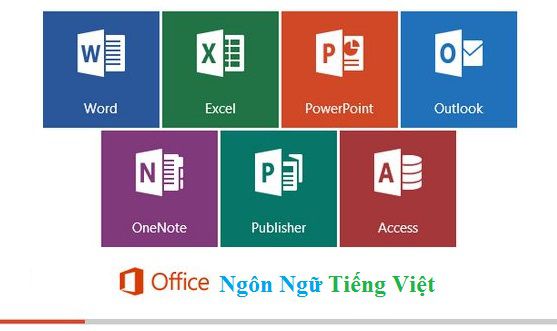 W Word
X Excel
P PowerPoint
O Outlook
N OneNote
P Publisher
A Access
Office Ngôn Ngữ Tiếng Việt